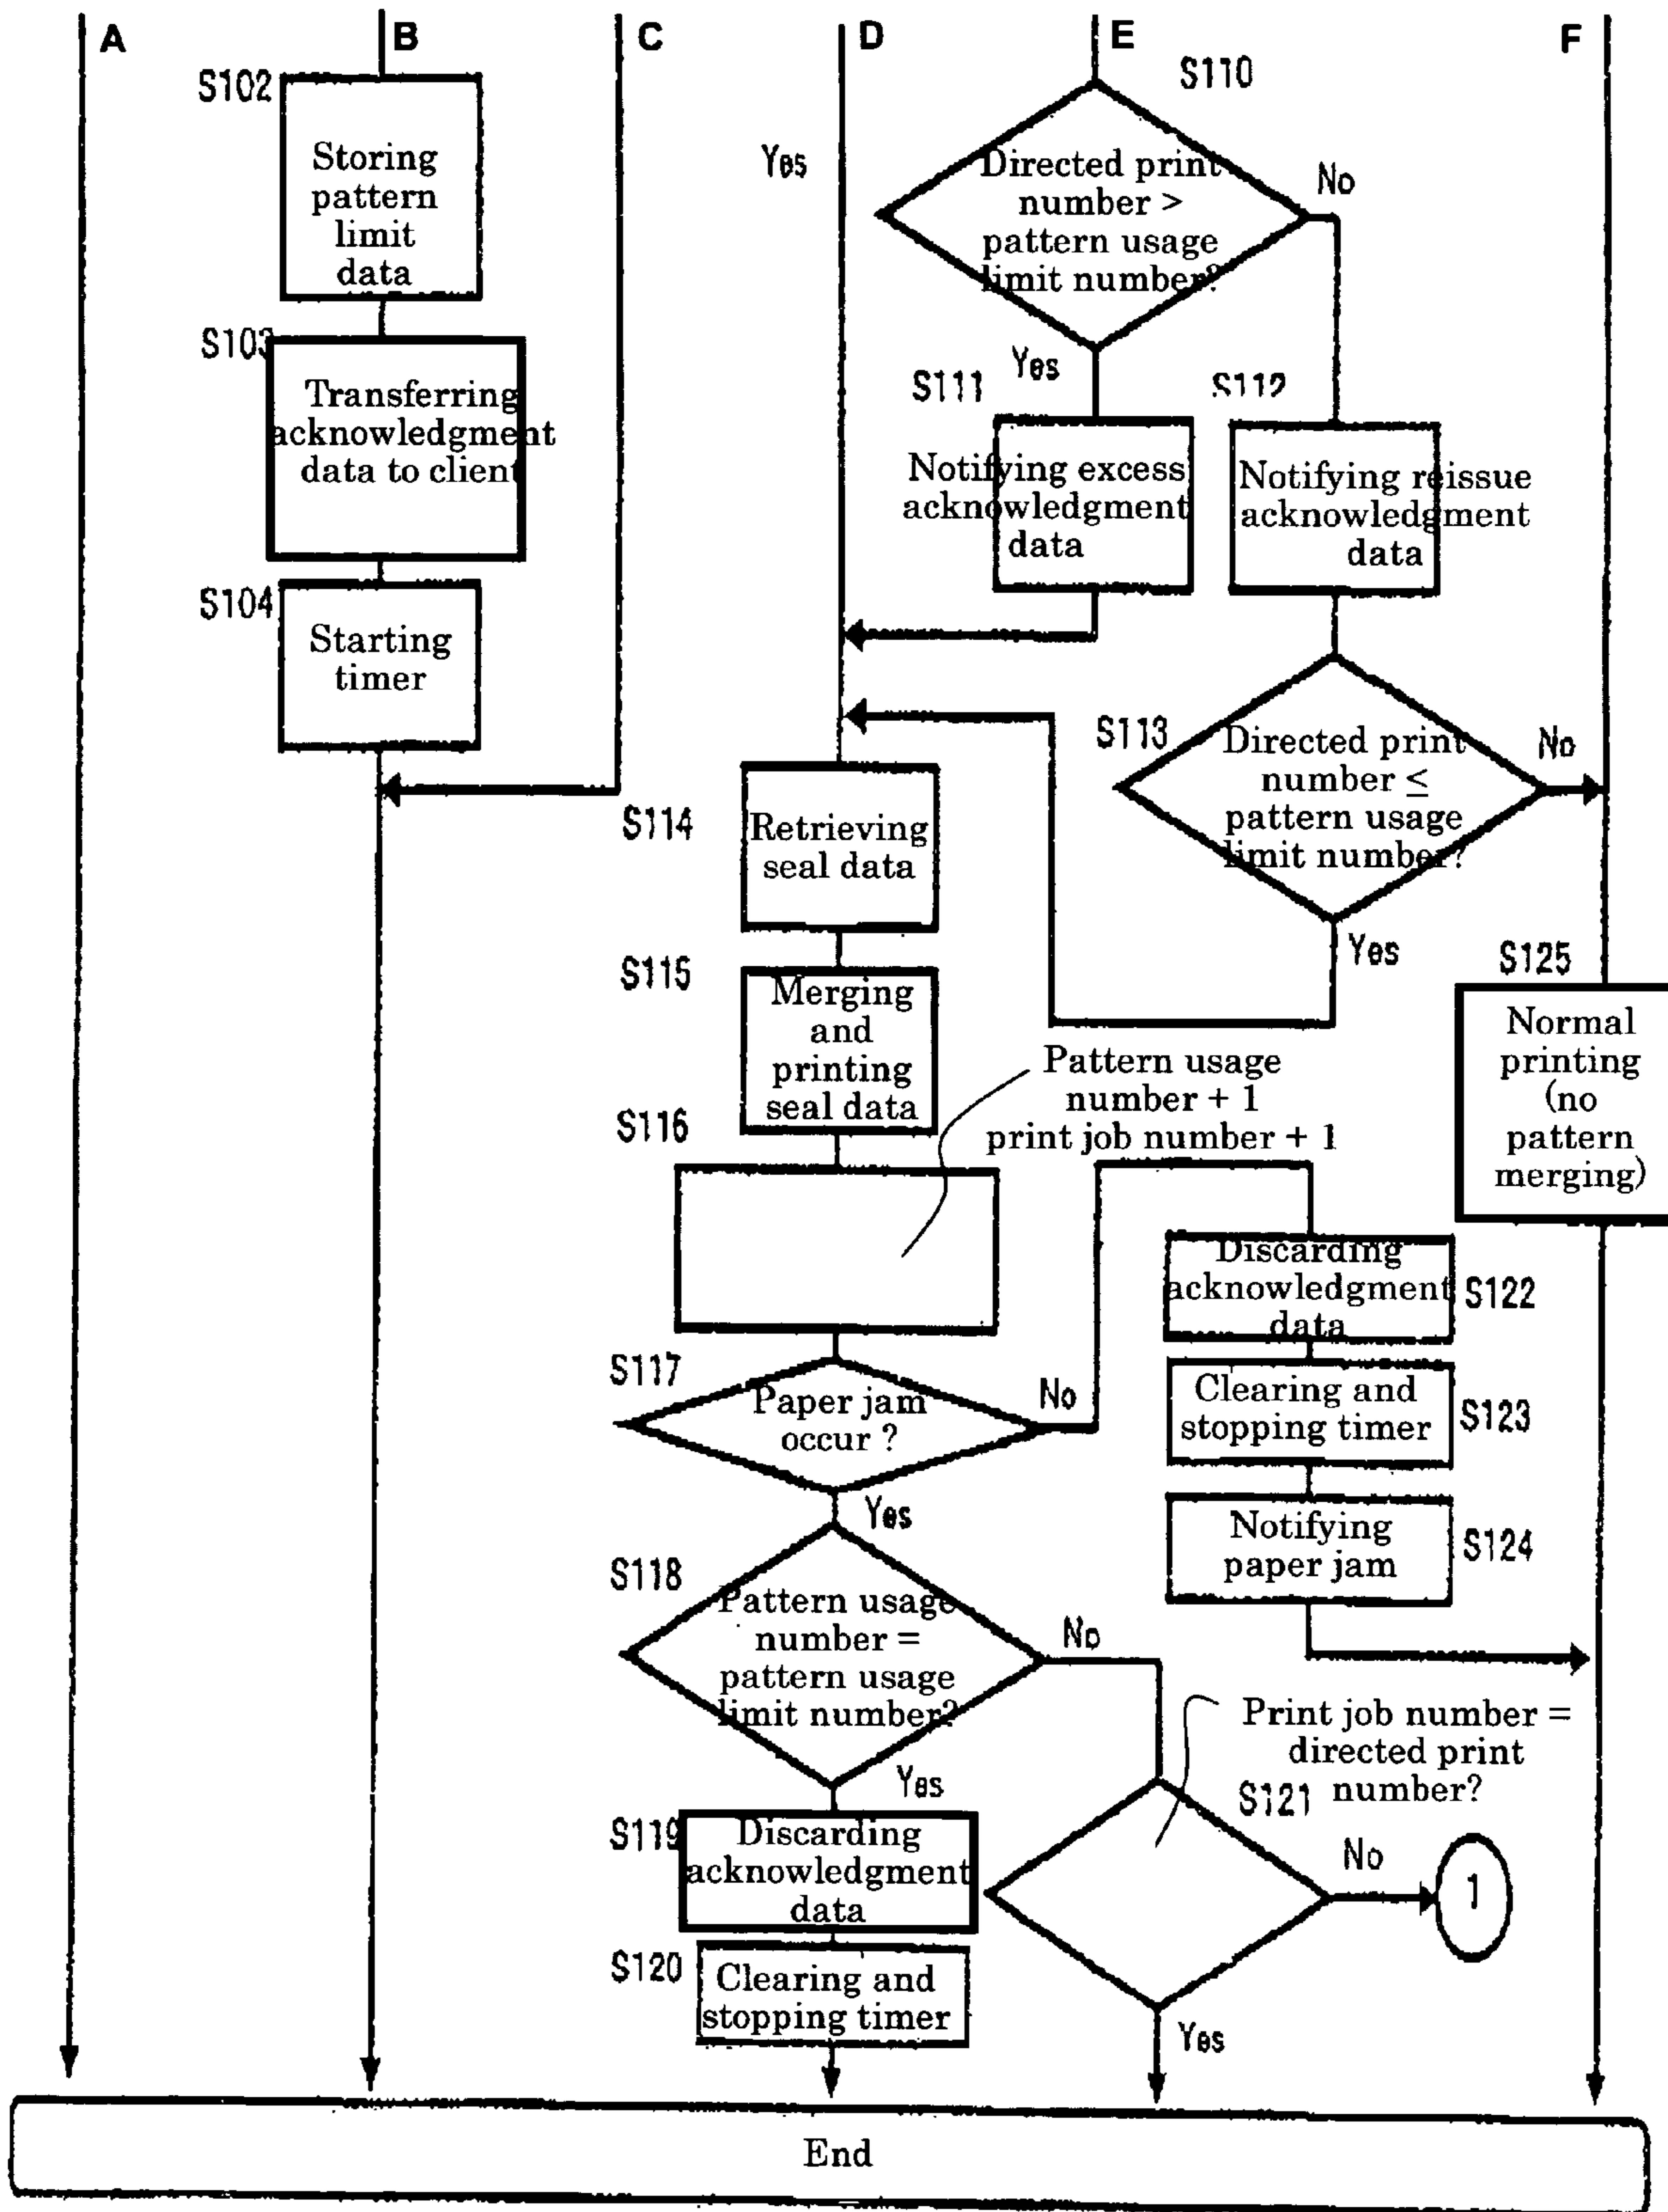 A
B
C
D
E
F
S102
Storing
pattern
limit
data
S103
Transferring
acknowledgment
data to client
S104
Starting
timer
Yes
S110
Directed print
number >
pattern usage
limit number?
No
Yes
S111
Notifying excess
acknowledgment
data
S112
Notifying reissue
acknowledgment
data
S113
Directed print
number ≤
pattern usage
limit number?
No
Yes
S114
Retrieving
seal data
S115
Merging
and
printing
seal data
S116
Pattern usage
number + 1
print job number + 1
S125
Normal
printing
(no
pattern
merging)
S117
Paper jam
occur ?
No
Yes
Discarding
acknowledgment
data
S122
Clearing and
stopping timer
S123
Notifying
paper jam
S124
S118
Pattern usage
number =
pattern usage
limit number?
No
Yes
Print job number =
directed print
number?
S121
No
1
Yes
S119
Discarding
acknowledgment
data
S120
Clearing and
stopping timer
End